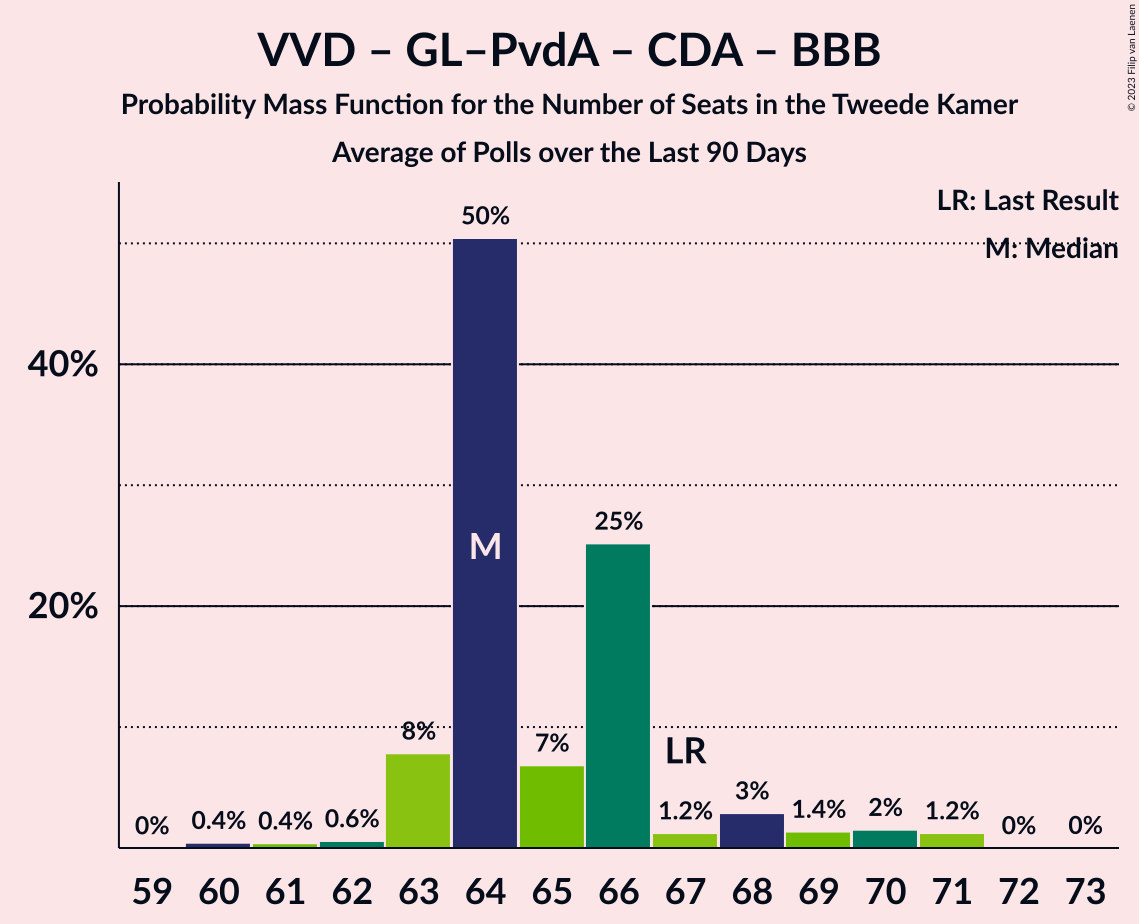 VVD – GL–PvdA – CDA – BBB
Probability Mass Function for the Number of Seats in the Tweede Kamer
Average of Polls over the Last 90 Days
© 2023 Filip van Laenen
LR: Last Result
M: Median
40%
20%
0%
0.4%
0.4%
0.6%
8%
50%
M
7%
25%
LR
1.2%
3%
1.4%
2%
1.2%
0%
0%
59 60 61 62 63 64 65 66 67 68 69 70 71 72 73